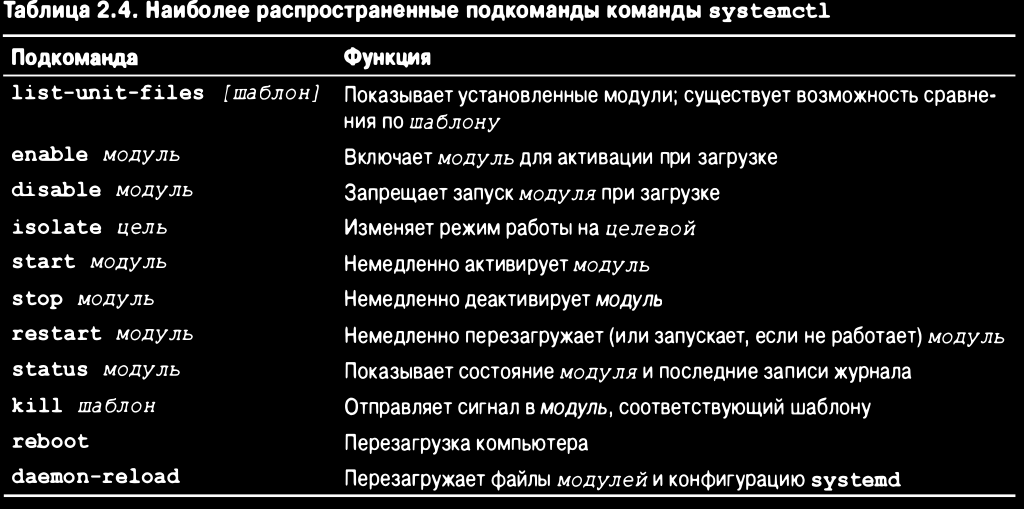 Таблица 2.4. Наиболее распространенные подкоманды команды systemctl
Подкоманда Функция
list-unit-files [шаблон] Показывает установленные модули; существует возможность сравне-
ния по шаблону
enable модуль Включает модуль для активации при загрузке
disable модуль Запрещает запуск модуля при загрузке
isolate цель Изменяет режим работы на целевой
start модуль Немедленно активирует модуль
stop модуль Немедленно деактивирует модуль
restart модуль Немедленно перезагружает (или запускает, если не работает) модуль
status модуль Показывает состояние модуля и последние записи журнала
kill шаблон Отправляет сигнал в модуль, соответствующий шаблону
reboot Перезагрузка компьютера
daemon-reload Перезагружает файлы модулей и конфигурацию systemd